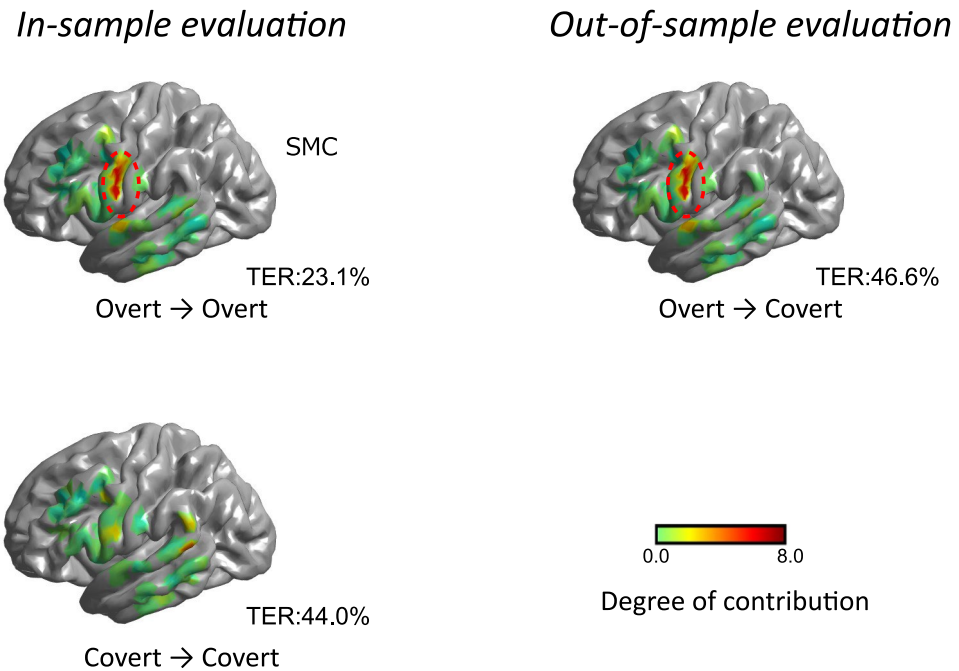 In-sample evaluation
Out-of-sample evaluation
SMC
TER:23.1%
Overt → Overt
TER:46.6%
Overt → Covert
TER:44.0%
Covert → Covert
0.0 8.0
Degree of contribution